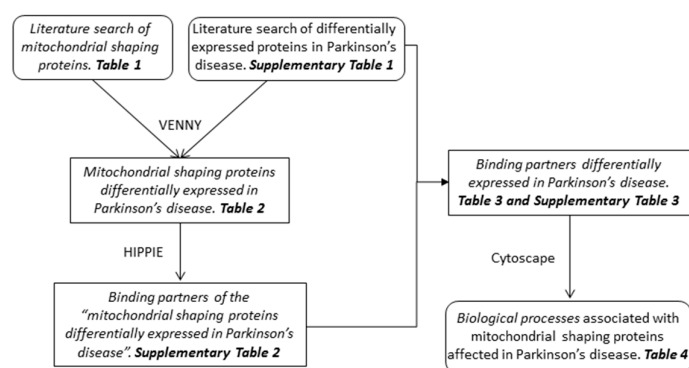 Literature search of
mitochondrial shaping
proteins. Table 1
Literature search of differentially
expressed proteins in Parkinson's
disease. Supplementary Table 1
VENNY
Mitochondrial shaping proteins
differentially expressed in
Parkinson's disease. Table 2
HIPPIE
Binding partners of the
"mitochondrial shaping proteins
differentially expressed in Parkinson's
disease". Supplementary Table 2
Binding partners differentially
expressed in Parkinson's disease.
Table 3 and Supplementary Table 3
Cytoscape
Biological processes associated with
mitochondrial shaping proteins
affected in Parkinson's disease. Table 4